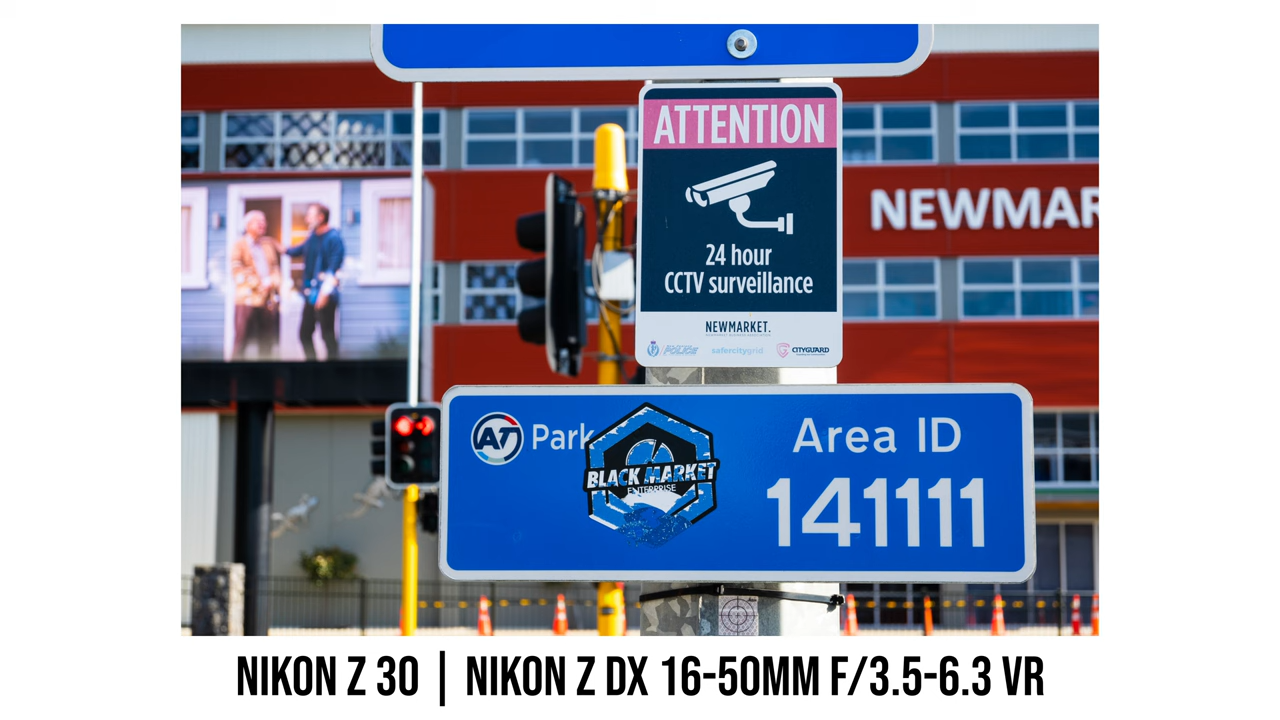 ATTENTION
24 hour
CCTV surveillance
NEWMARKET.
POLICE
safercitygrid
CITYGUARD
NEWMAR
AT Park
BLACK MARKET
ENTERPRISE
Area ID
141111
NIKON Z 30 | NIKON Z DX 16-50MM F/3.5-6.3 VR